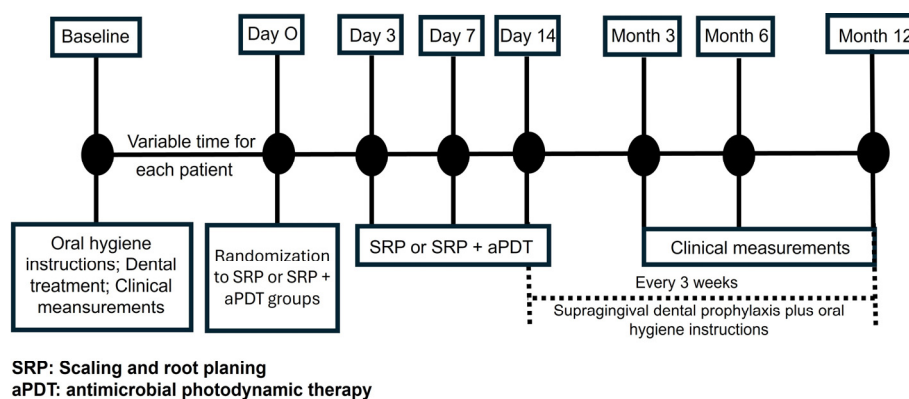 Baseline
Day O
Day 3
Day 7
Day 14
Month 3
Month 6
Month 12
Variable time for
each patient
Oral hygiene
instructions; Dental
treatment; Clinical
meansurements
Randomization
to SRP or SRP +
aPDT groups
SRP or SRP + aPDT
Clinical measurements
Every 3 weeks
Supragingival dental prophylaxis plus oral
hygiene instructions
SRP: Scaling and root planing
aPDT: antimicrobial photodynamic therapy